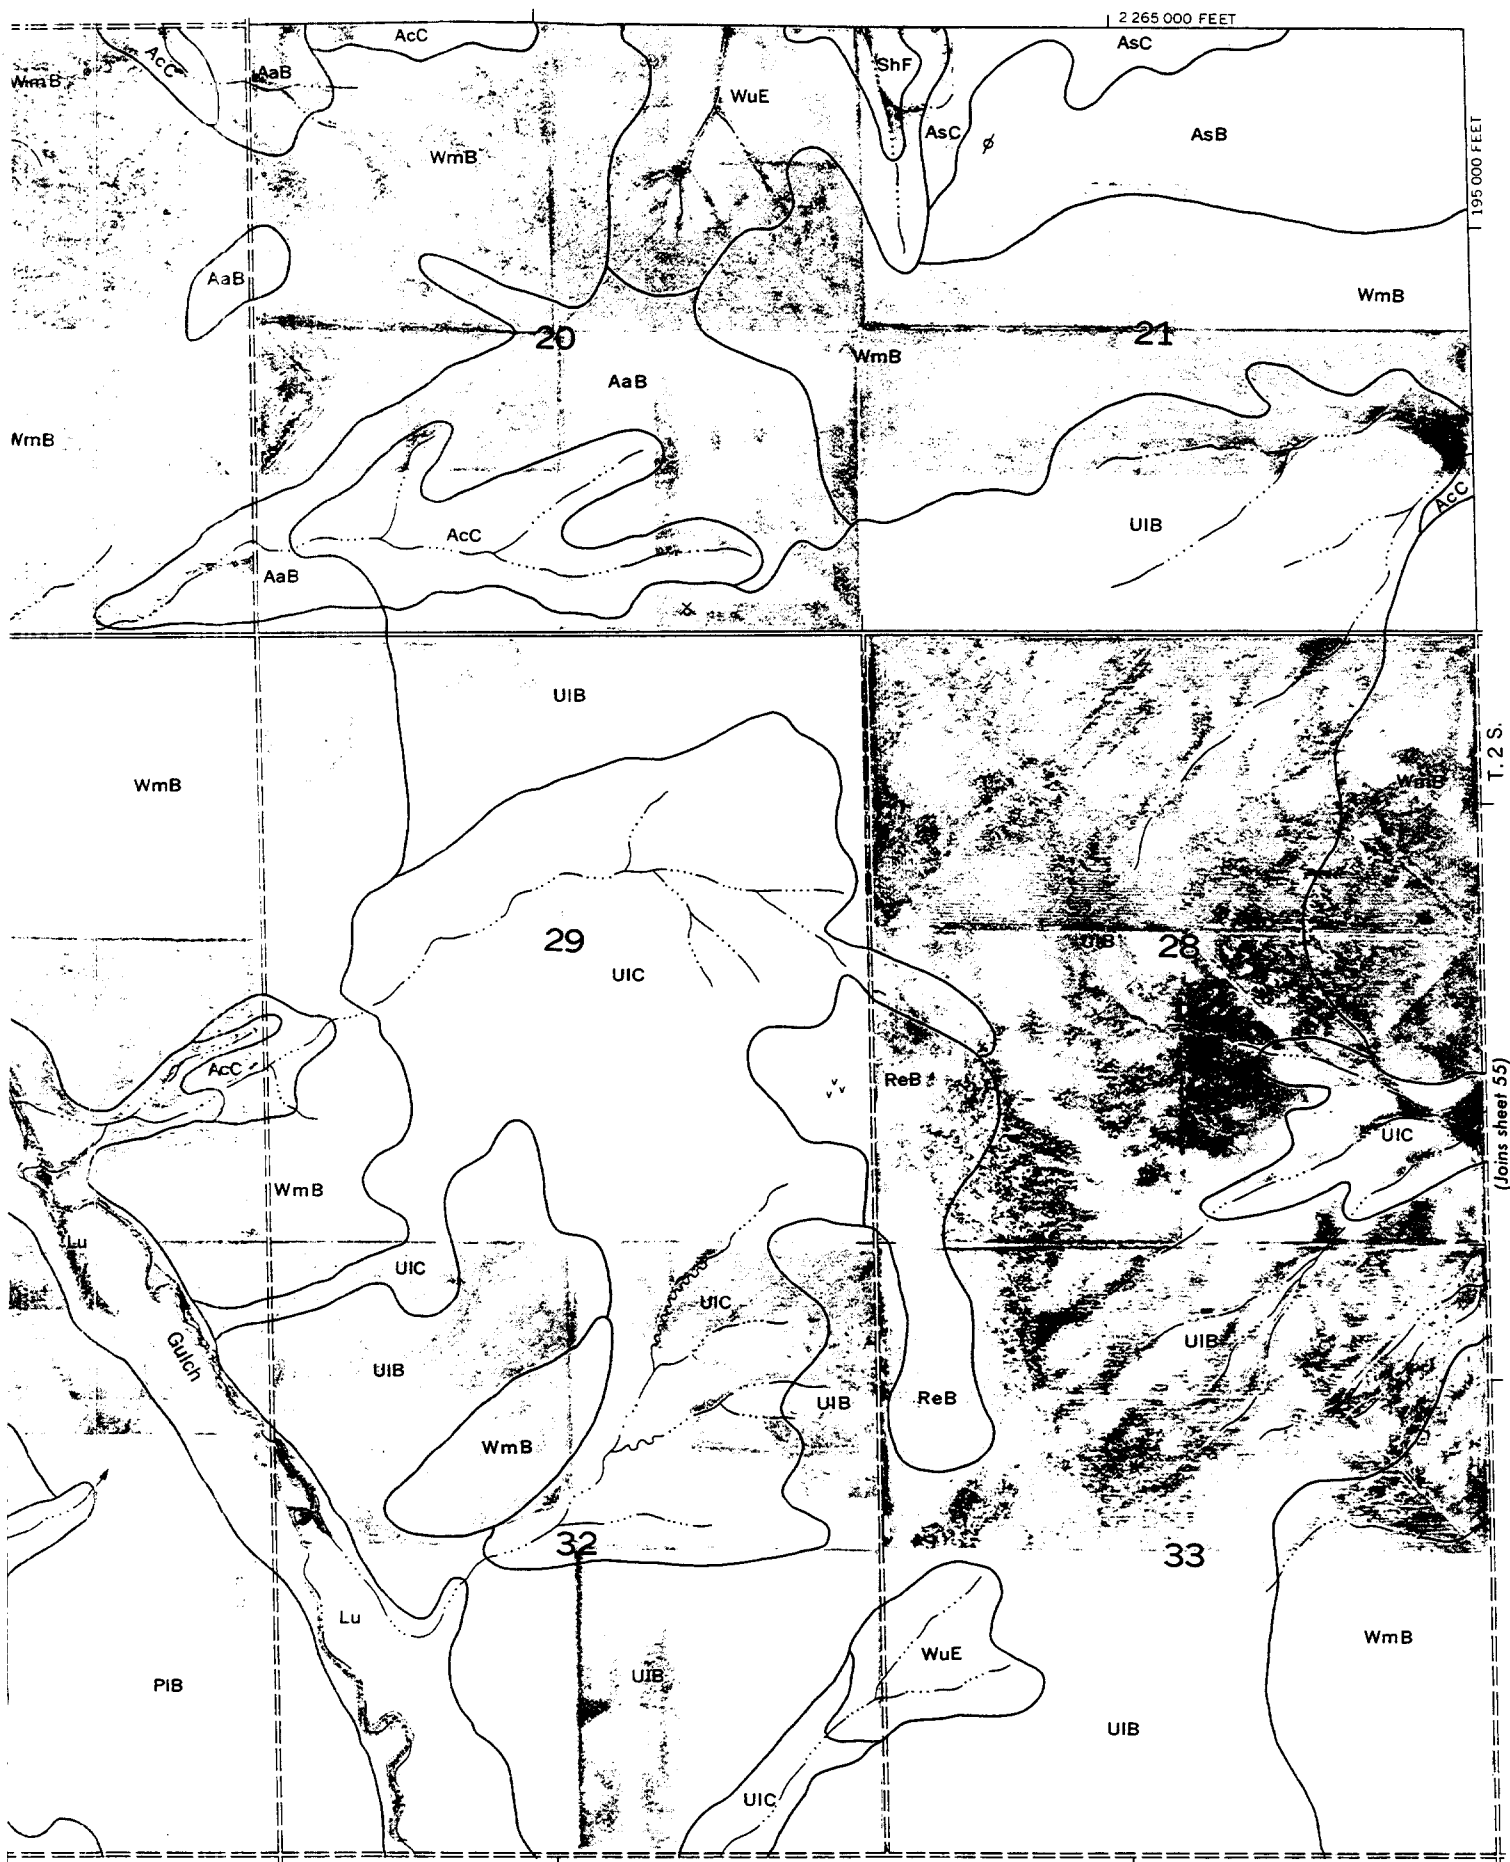 2 265 000 FEET
AcC
AsC
AcC
ShF
WmB
AaB
WuE
AsC
AsB
WmB
195 000 FEET
AaB
WmB
20
21
WmB
AaB
WmB
AcC
UlB
AcC
AaB
UlB
T. 2 S.
WmB
WmB
29
UlB
28
UlC
AcC
ReB
(Joins sheet 55)
UlC
WmB
Lu
UlC
UlC
Gulch
UlB
UlB
UlB
ReB
WmB
32
33
Lu
WmB
WuE
PlB
UlB
UlB
UlC